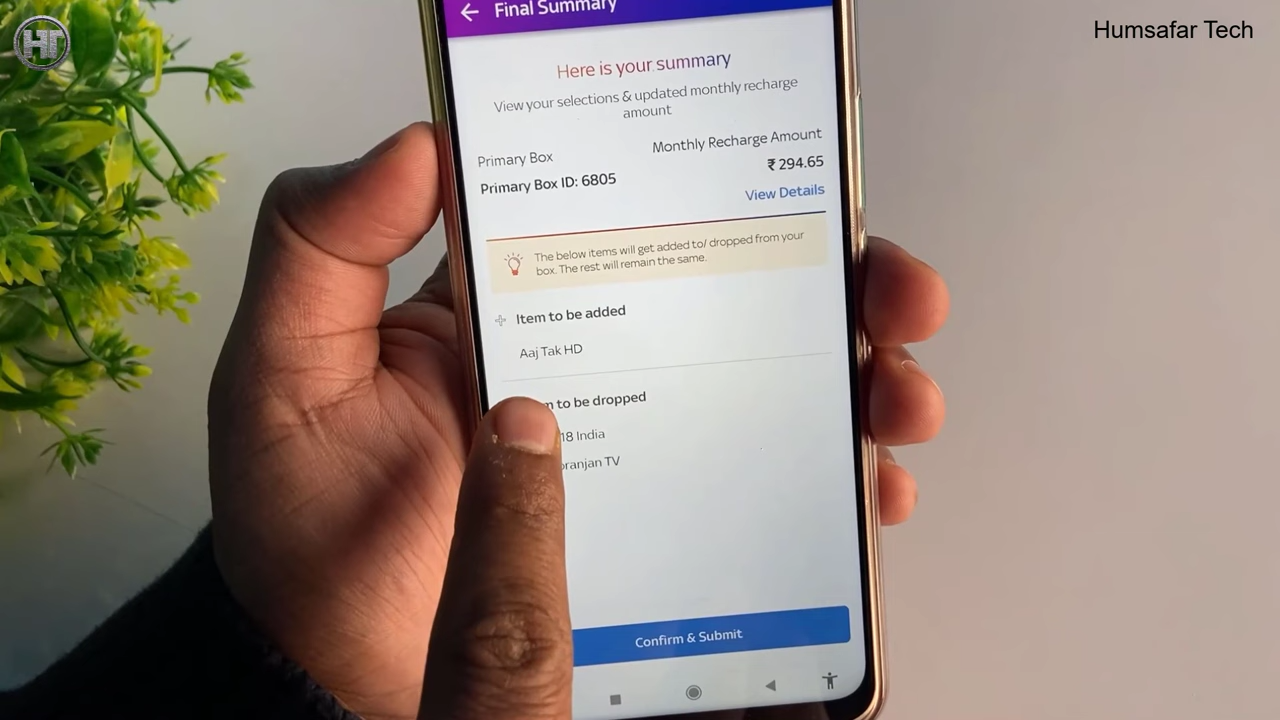 HT
Humsafar Tech
Final Summary
Here is your summary
View your selections & updated monthly recharge
amount
Primary Box
Monthly Recharge Amount
Primary Box ID: 6805
₹ 294.65
View Details
The below items will get added to/ dropped from your
box. The rest will remain the same.
Item to be added
Aaj Tak HD
to be dropped
18 India
TV
Confirm & Submit